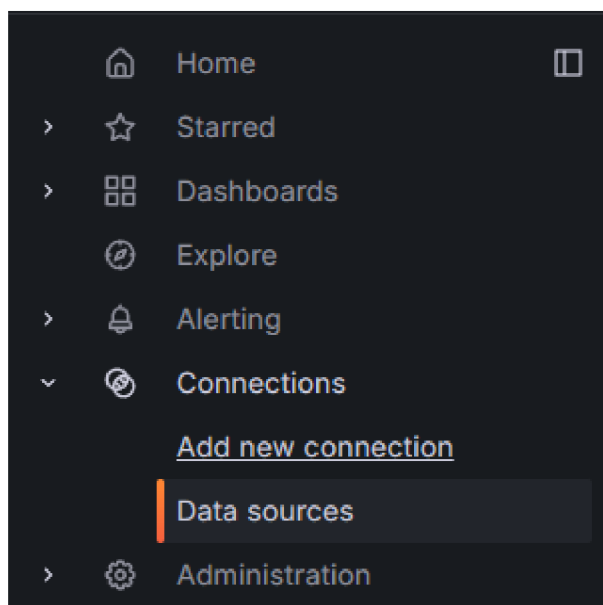 Home
Starred
Dashboards
Explore
Alerting
Connections
Add new connection
Data sources
Administration